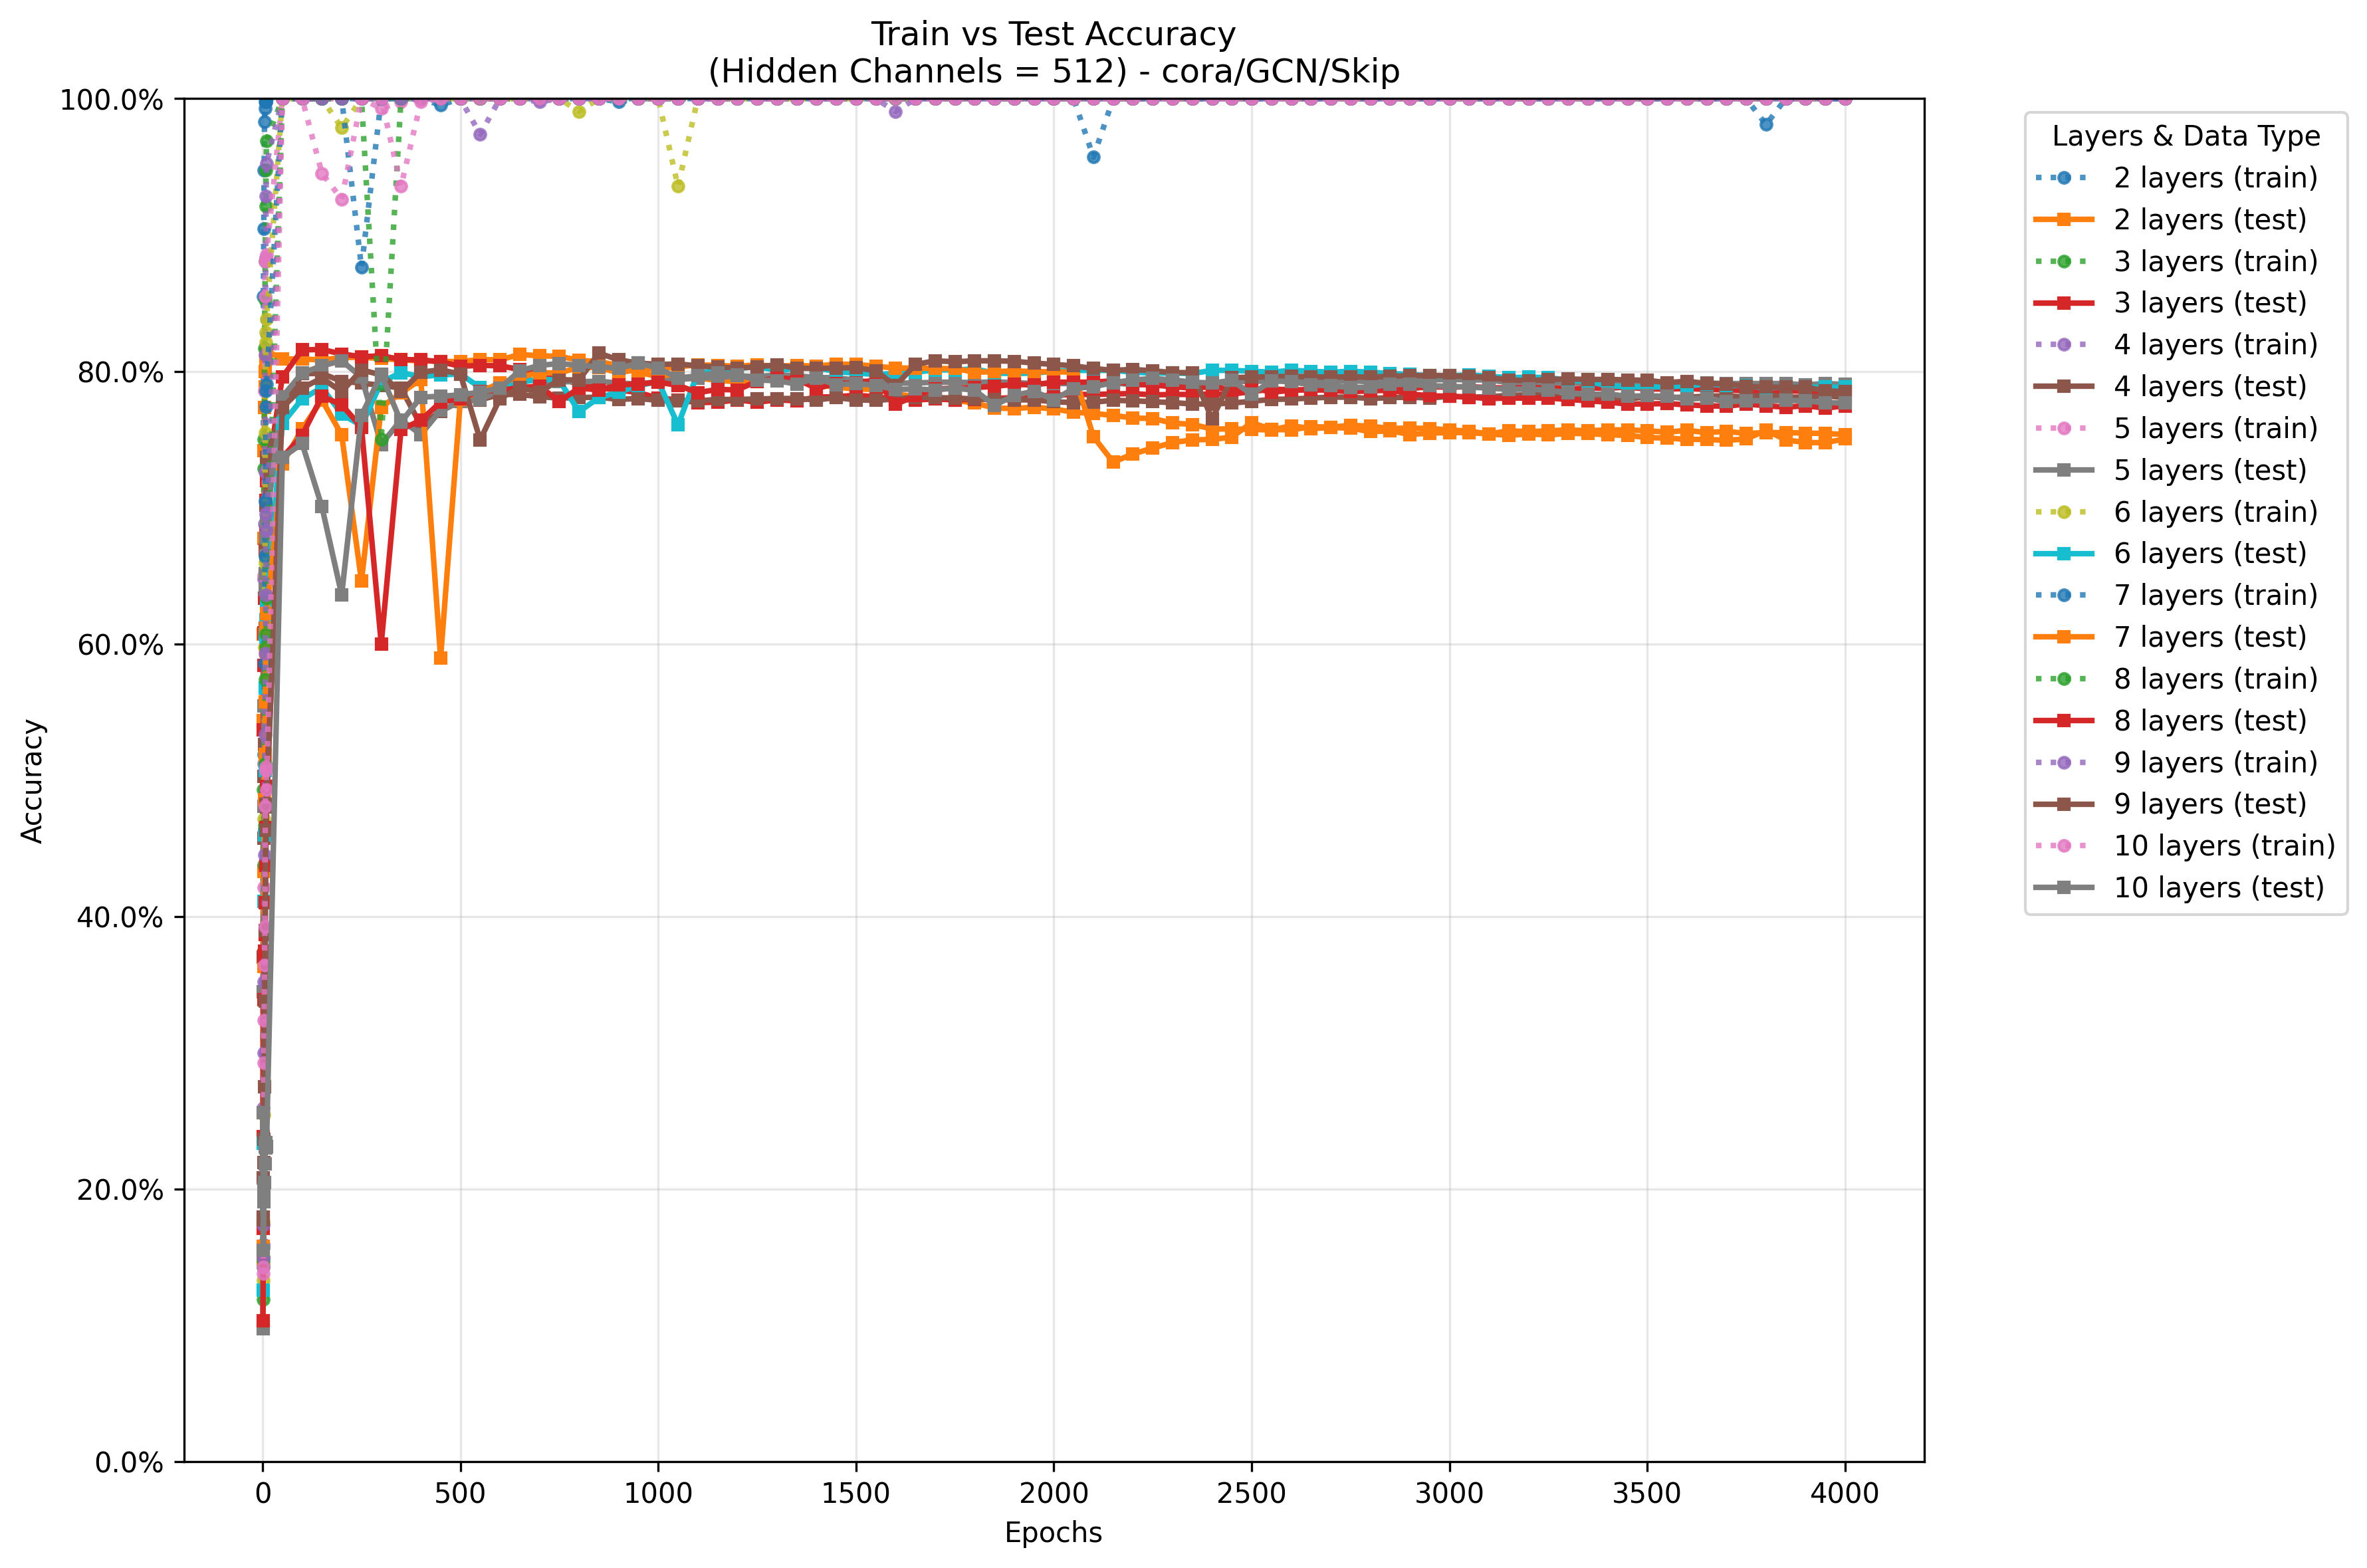 Train vs Test Accuracy
(Hidden Channels = 512) - cora/GCN/Skip
100.0%
80.0%
60.0%
40.0%
20.0%
0.0%
Accuracy
0
500
1000
1500
2000
2500
3000
3500
4000
Epochs
Layers & Data Type
2 layers (train)
2 layers (test)
3 layers (train)
3 layers (test)
4 layers (train)
4 layers (test)
5 layers (train)
5 layers (test)
6 layers (train)
6 layers (test)
7 layers (train)
7 layers (test)
8 layers (train)
8 layers (test)
9 layers (train)
9 layers (test)
10 layers (train)
10 layers (test)